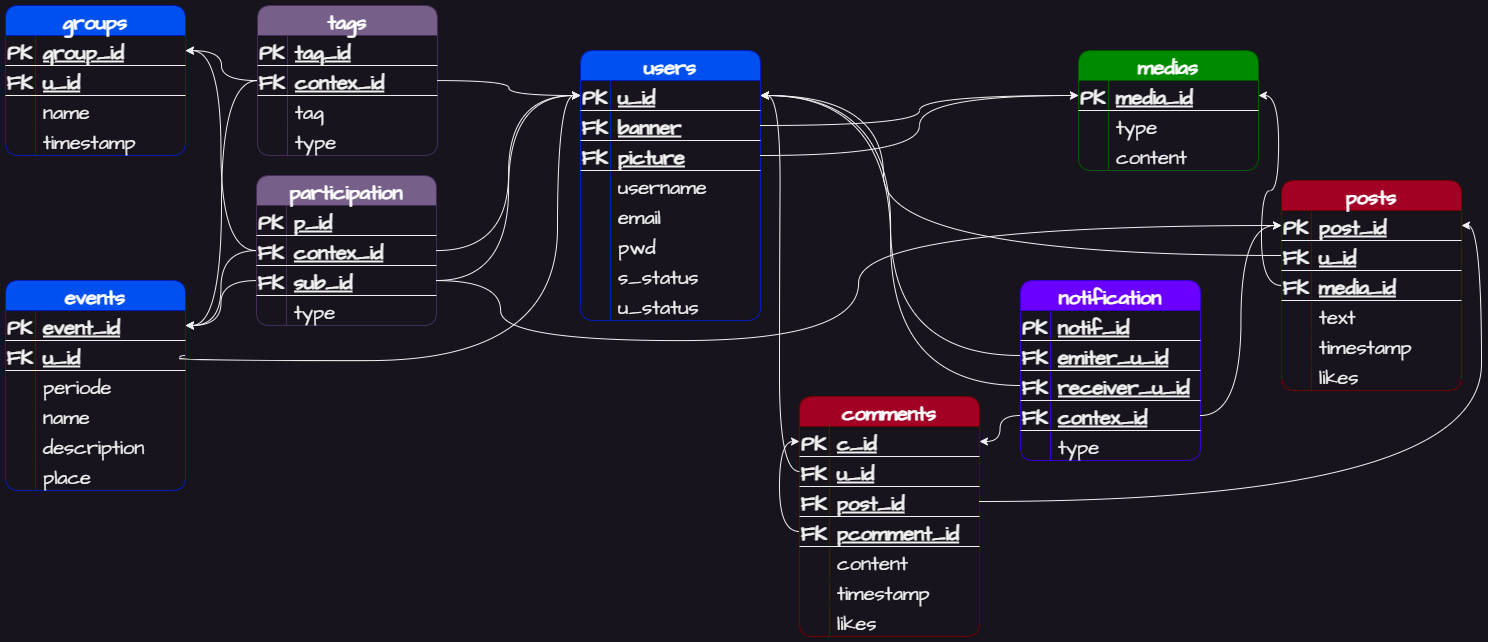 groups
PK group_id
FK u_id
name
timestamp
tags
PK taq_id
FK contex_id
taq
type
participation
PK p_id
FK contex_id
FK sub_id
type
events
PK event_id
FK u_id
periode
name
description
place
users
PK u_id
FK banner
FK picture
username
email
pwd
s_status
u_status
medias
PK media_id
type
content
posts
PK post_id
FK u_id
FK media_id
text
timestamp
likes
notification
PK notif_id
FK emiter_u_id
FK receiver_u_id
FK contex_id
type
comments
PK c_id
FK u_id
FK post_id
FK pcomment_id
content
timestamp
likes